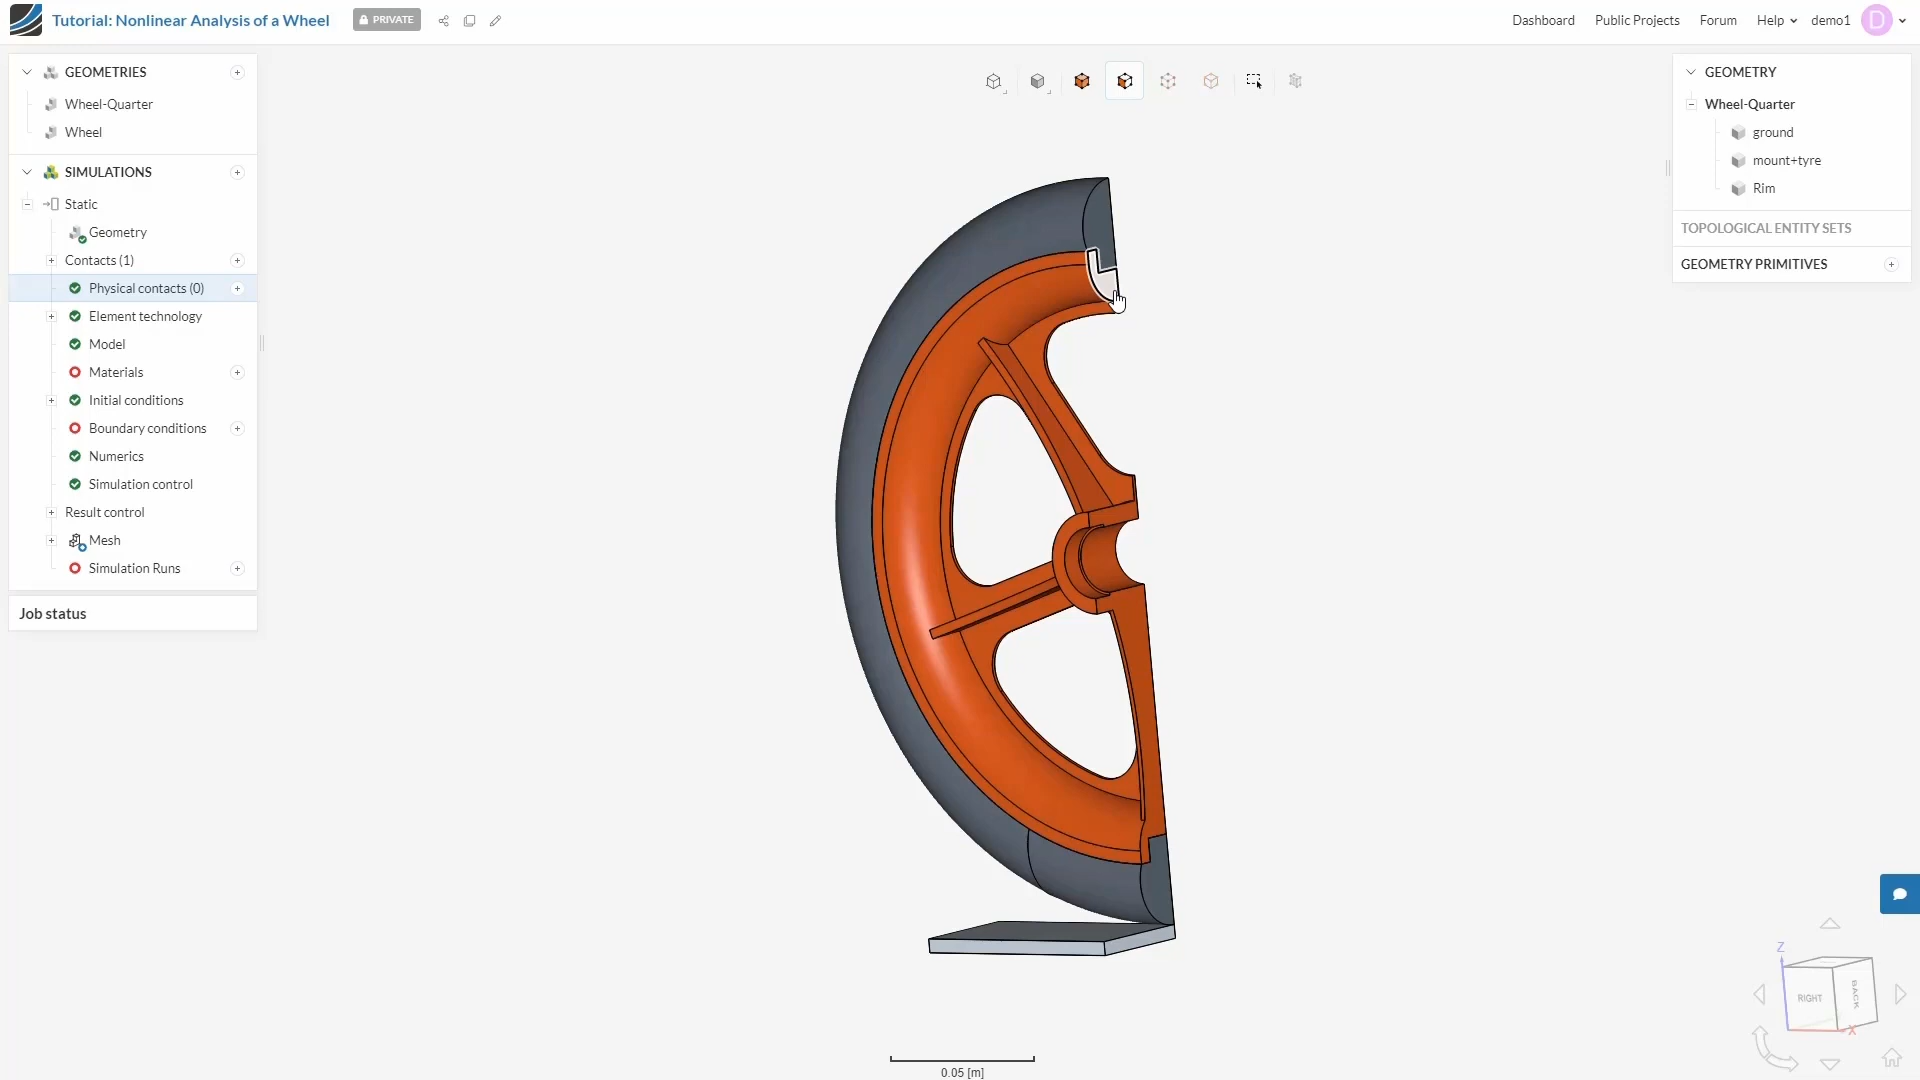 Tutorial: Nonlinear Analysis of a Wheel
PRIVATE
Dashboard
Public Projects
Forum
Help
demo1
D
GEOMETRIES
Wheel-Quarter
Wheel
SIMULATIONS
Static
Geometry
Contacts (1)
Physical contacts (0)
Element technology
Model
Materials
Initial conditions
Boundary conditions
Numerics
Simulation control
Result control
Mesh
Simulation Runs
Job status
GEOMETRY
Wheel-Quarter
ground
mount+tyre
Rim
TOPOLOGICAL ENTITY SETS
GEOMETRY PRIMITIVES
Z
RIGHT
BACK
X
0.05 [m]